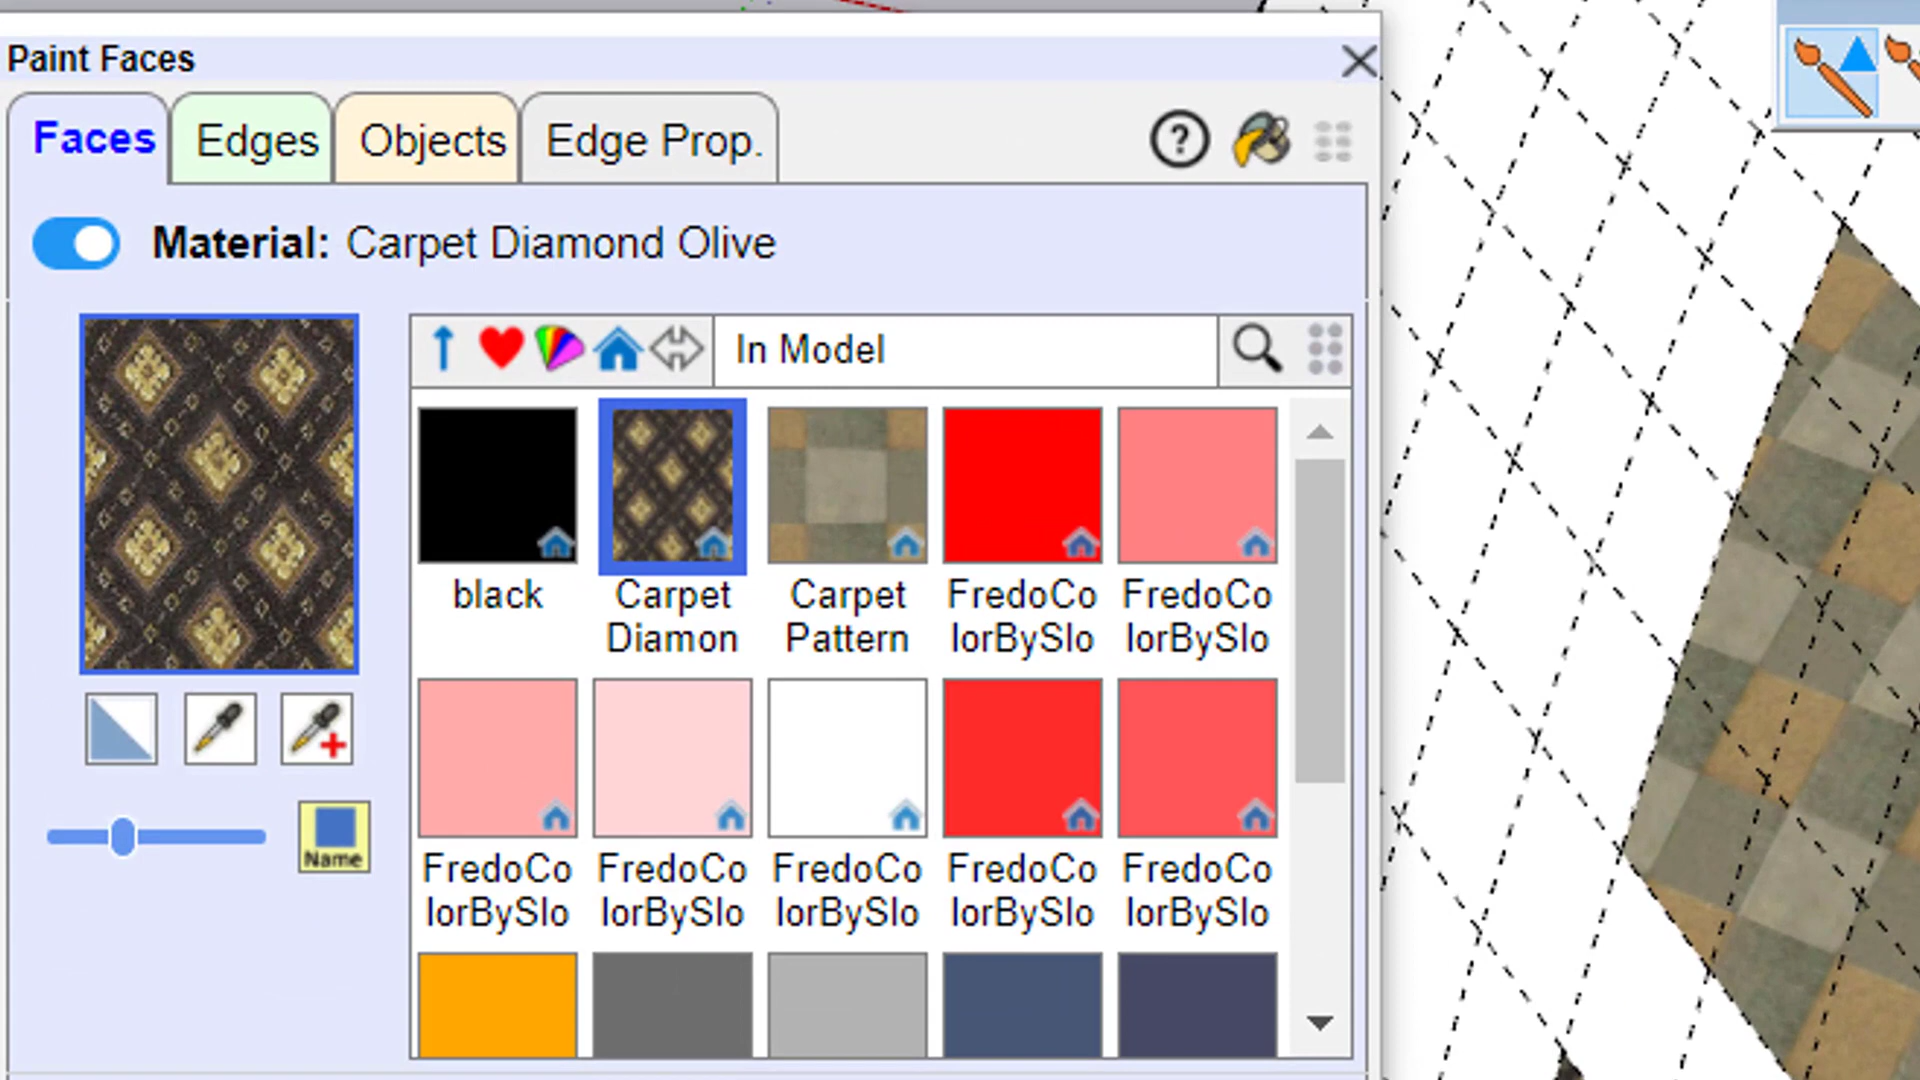 Paint Faces
Faces Edges Objects Edge Prop.
?
Material: Carpet Diamond Olive
In Model
black
Carpet
Diamon
Carpet
Pattern
FredoCo
lorBySlo
FredoCo
lorBySlo
Name
FredoCo
lorBySlo
FredoCo
lorBySlo
FredoCo
lorBySlo
FredoCo
lorBySlo
FredoCo
lorBySlo